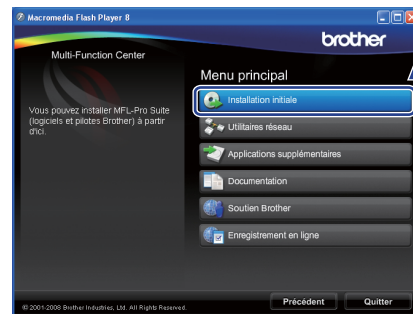 Macromedia Flash Player 8
brother
Multi-Function Center
Menu principal
Vous pouvez installer MFL-Pro Suite
(logiciels et pilotes Brother) à partir
d'ici.
Installation initiale
Utilitaires réseau
Applications supplémentaires
Documentation
Soutien Brother
Enregistrement en ligne
© 2001-2008 Brother Industries, Ltd. All Rights Reserved.
Précédent
Quitter